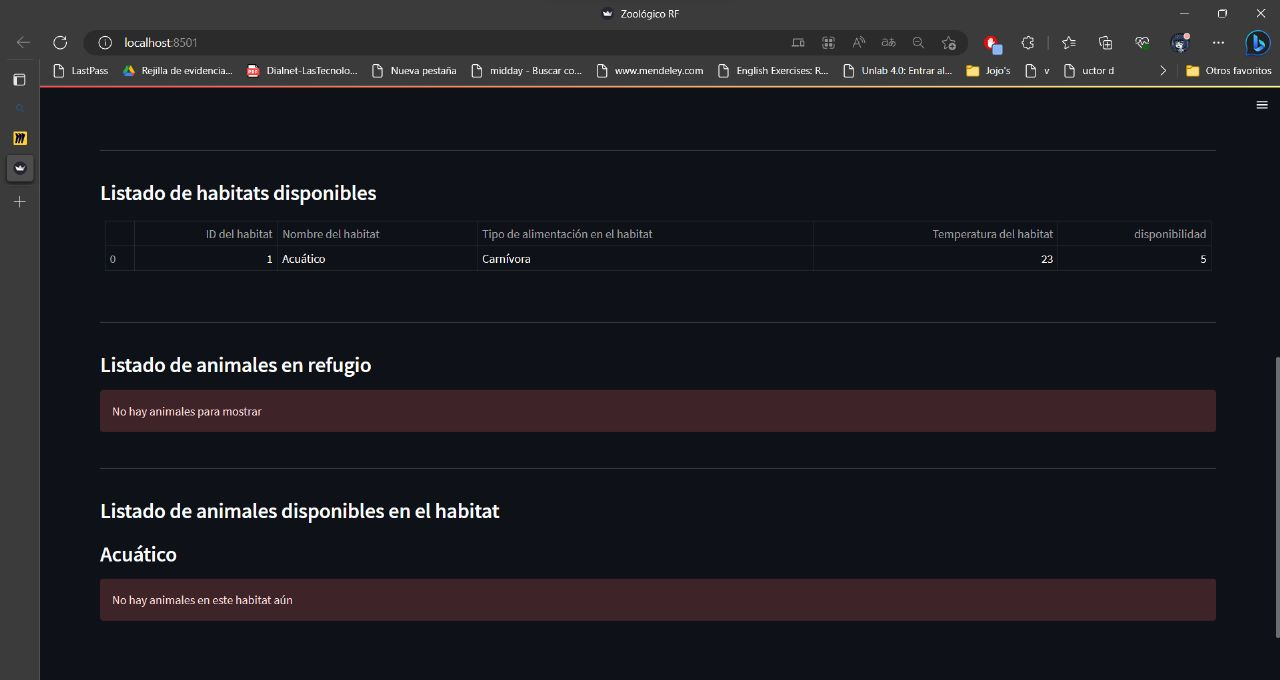 Zoológico RF
localhost:8501
LastPass Rejilla de evidencia... Dialnet-LasTecnolo... Nueva pestaña midday - Buscar co... www.mendeley.com English Exercises: R... Unlab 4.0: Entrar al... Jojo's v uctor d Otros favoritos
Listado de habitats disponibles
ID del habitat Nombre del habitat Tipo de alimentación en el habitat Temperatura del habitat disponibilidad
0 1 Acuático Carnívora 23 5
Listado de animales en refugio
No hay animales para mostrar
Listado de animales disponibles en el habitat
Acuático
No hay animales en este habitat aún